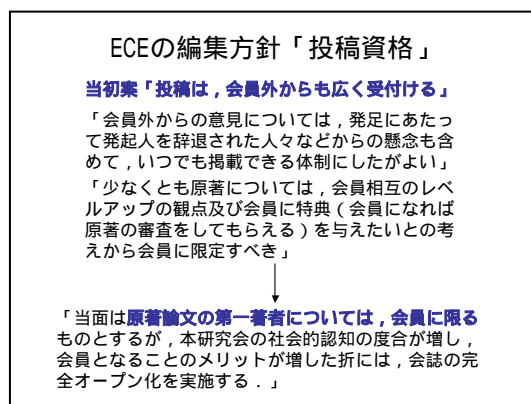 ECEの編集方針「投稿資格」
当初案「投稿は，会員外からも広く受付ける」
「会員外からの意見については，発足にあたっ
て発起人を辞退された人々などからの懸念も含
めて，いつでも掲載できる体制にしたがよい」
「少なくとも原著については，会員相互のレベ
ルアップの観点及び会員に特典（会員になれば
原著の審査をしてもらえる）を与えたいとの考
えから会員に限定すべき」
「当面は原著論文の第一著者については，会員に限る
ものとするが，本研究会の社会的認知の度合が増し，
会員となることのメリットが増した折には，会誌の完
全オープン化を実施する．」